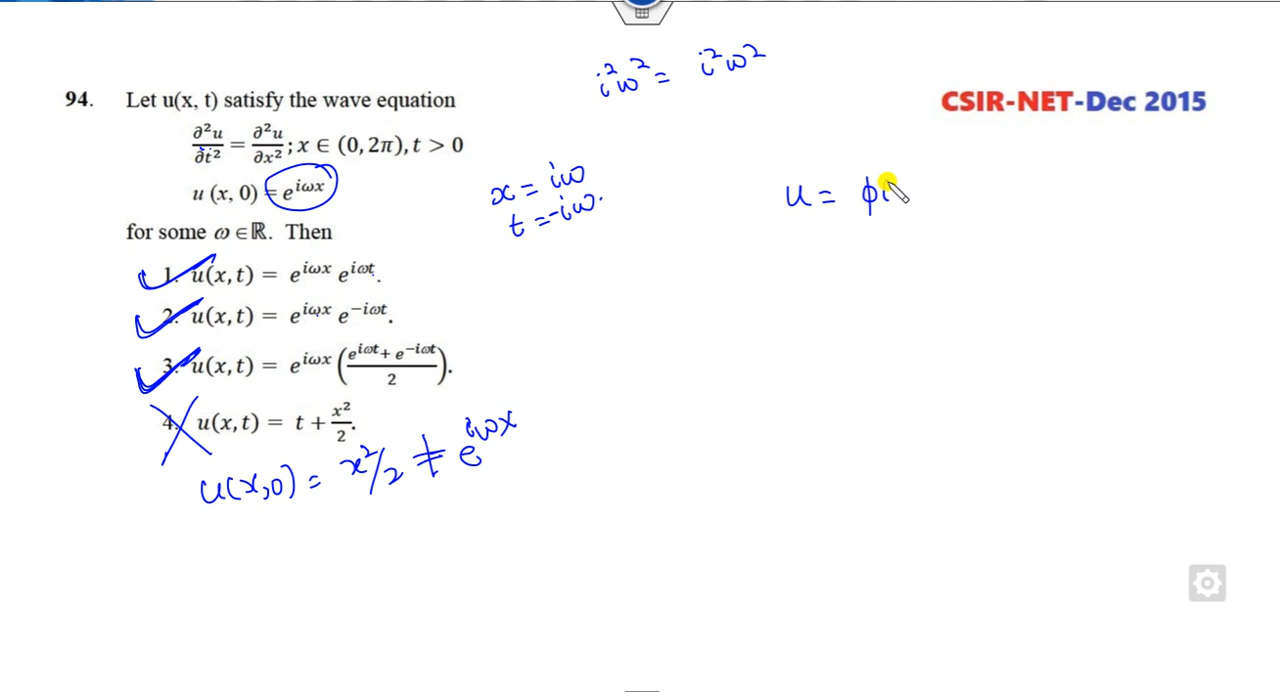 i²ω² = i²ω²
94. Let u(x, t) satisfy the wave equation
CSIR-NET-Dec 2015
∂²u/∂t² = ∂²u/∂x² ; x ∈ (0, 2π), t > 0
u (x, 0) = e^{iωx}
x = iω
t = -iω.
u = ϕ
for some ω ∈ ℝ. Then
1. u(x, t) = e^{iωx} e^{iωt}.
2. u(x, t) = e^{iωx} e^{-iωt}.
3. u(x, t) = e^{iωx} ((e^{iωt} + e^{-iωt})/2).
4. u(x, t) = t + x²/2.
u(x,0) = x²/2 ≠ e^{iωx}